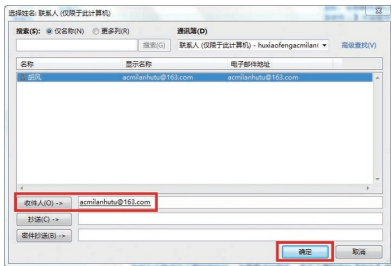 选择姓名: 联系人 (仅限于此计算机)
搜索(S): 仅名称(N) 更多列(R) 通讯簿(D)
搜索(G) 联系人 (仅限于此计算机) - huxiaofengacmilan( 高级查找(V)
名称 显示名称 电子邮件地址
胡风 acmilanhutu@163.com acmilanhutu@163.com
收件人(O) -> acmilanhutu@163.com
抄送(C) ->
密件抄送(B) ->
确定 取消